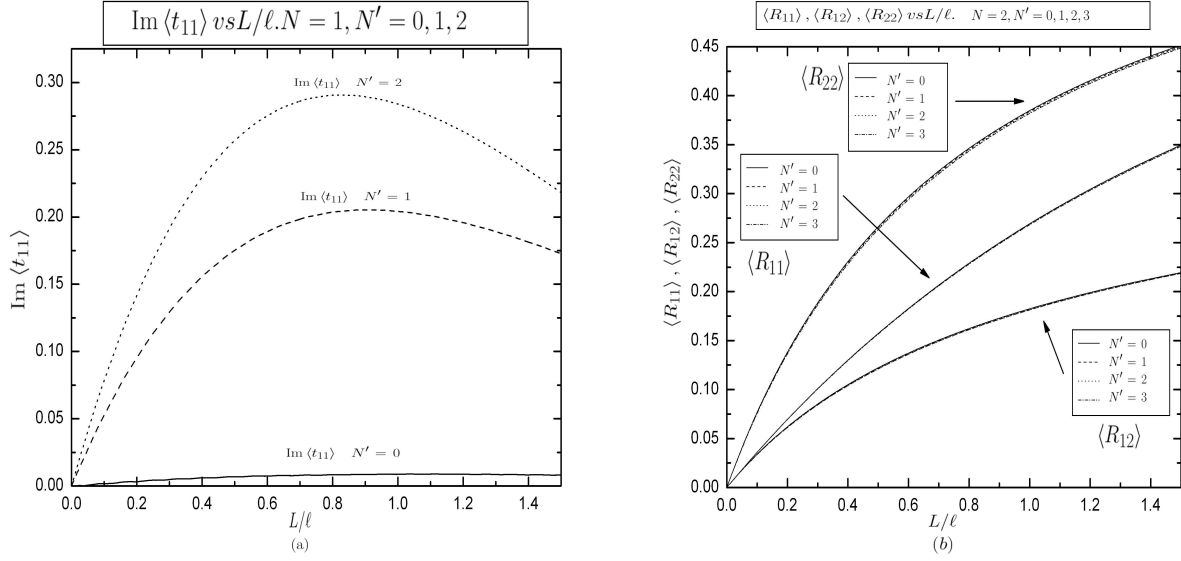 Im ⟨t₁₁⟩ vsL/ℓ.N = 1, N′ = 0, 1, 2
0.30
0.25
0.20
0.15
0.10
0.05
0.00
Im ⟨t₁₁⟩
Im ⟨t₁₁⟩ N′ = 2
Im ⟨t₁₁⟩ N′ = 1
Im ⟨t₁₁⟩ N′ = 0
0.0 0.2 0.4 0.6 0.8 1.0 1.2 1.4
L/ℓ
(a)
⟨R₁₁⟩ , ⟨R₁₂⟩ , ⟨R₂₂⟩ vsL/ℓ. N = 2, N′ = 0, 1, 2, 3
0.45
0.40
0.35
0.30
0.25
0.20
0.15
0.10
0.05
0.00
⟨R₁₁⟩ , ⟨R₁₂⟩ , ⟨R₂₂⟩
⟨R₂₂⟩
N′ = 0
N′ = 1
N′ = 2
N′ = 3
N′ = 0
N′ = 1
N′ = 2
N′ = 3
⟨R₁₁⟩
N′ = 0
N′ = 1
N′ = 2
N′ = 3
⟨R₁₂⟩
0.0 0.2 0.4 0.6 0.8 1.0 1.2 1.4
L/ℓ
(b)